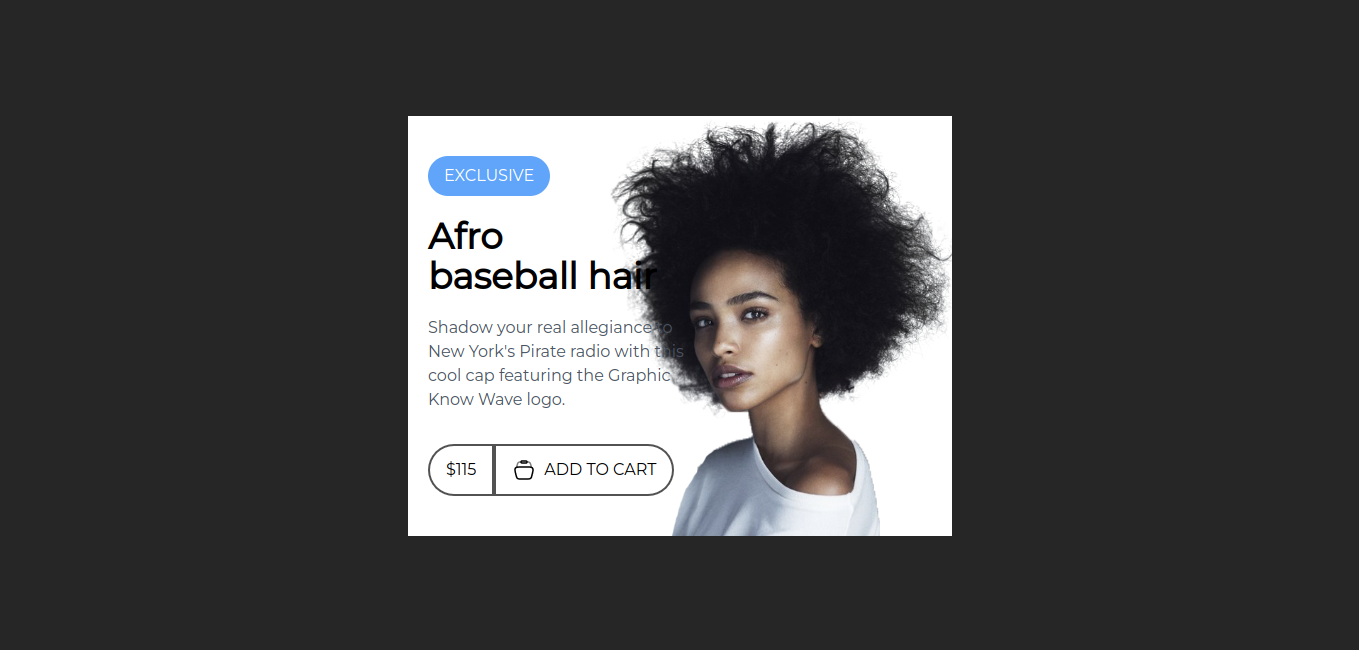 EXCLUSIVE
Afro
baseball hair
Shadow your real allegiance to
New York's Pirate radio with this
cool cap featuring the Graphic
Know Wave logo.
$115
ADD TO CART